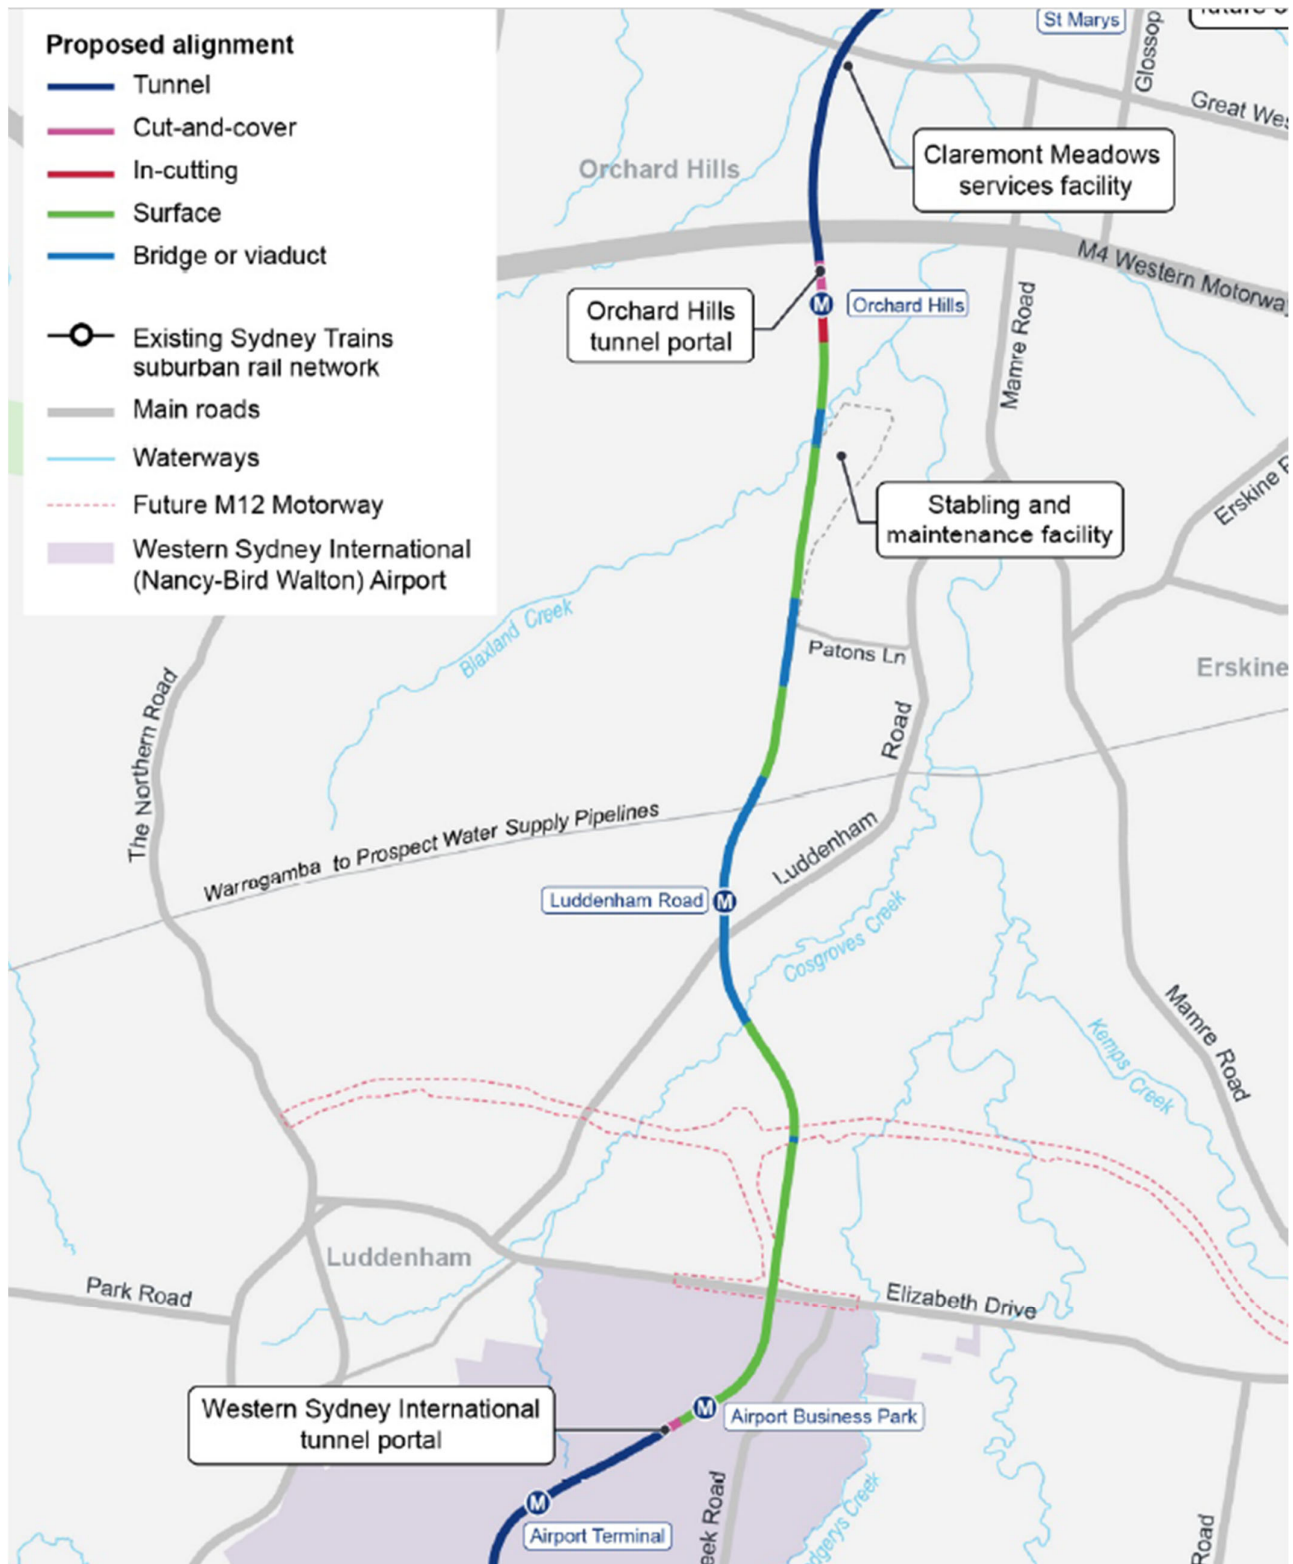 Proposed alignment
Tunnel
Cut-and-cover
In-cutting
Surface
Bridge or viaduct
Existing Sydney Trains
suburban rail network
Main roads
Waterways
Future M12 Motorway
Western Sydney International
(Nancy-Bird Walton) Airport
St Marys
Glossop
Great Wes
Claremont Meadows
services facility
Orchard Hills
M4 Western Motorwa
Orchard Hills
tunnel portal
Orchard Hills
Mamre Road
Stabling and
maintenance facility
Erskine
Blaxland Creek
Patons Ln
Erskine
The Northern Road
Road
Warragamba to Prospect Water Supply Pipelines
Luddenham
Luddenham Road
Cosgroves Creek
Mamre Road
Kemps Creek
Luddenham
Park Road
Elizabeth Drive
Western Sydney International
tunnel portal
Airport Business Park
Airport Terminal
eek Road
dgerys Creek
Road
M
M
M
M